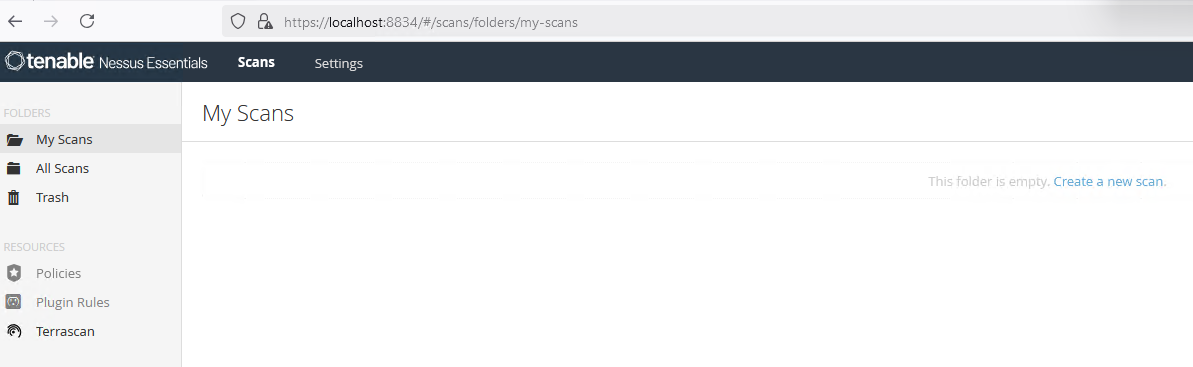 https://localhost:8834/#/scans/folders/my-scans
tenable Nessus Essentials Scans Settings
FOLDERS
My Scans
All Scans
Trash
RESOURCES
Policies
Plugin Rules
Terrascan
My Scans
This folder is empty. Create a new scan.